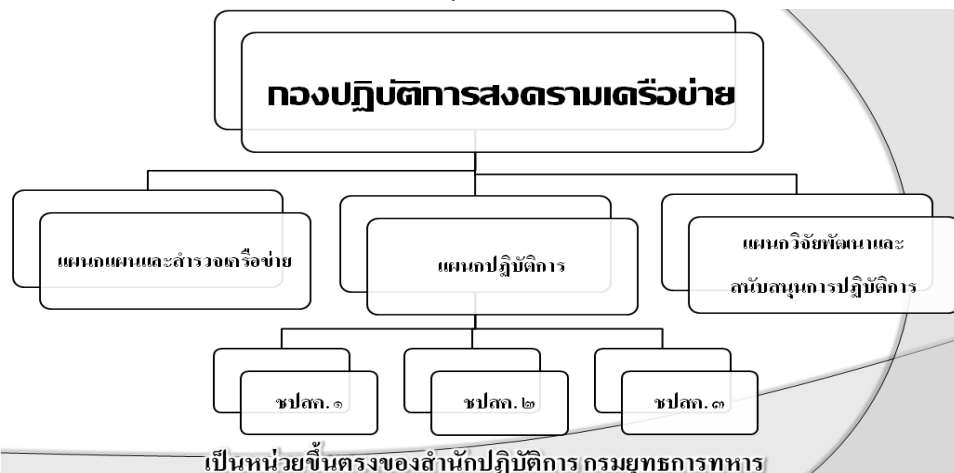 กองปฏิบัติการสงครามเครือข่าย
แผนกแผนและสำรวจเครือข่าย
แผนกปฏิบัติการ
แผนกวิจัยพัฒนาและ
สนับสนุนการปฏิบัติการ
ชปสค.๑
ชปสค.๒
ชปสค.๓
เป็นหน่วยขึ้นตรงของสำนักปฏิบัติการ กรมยุทธการทหาร